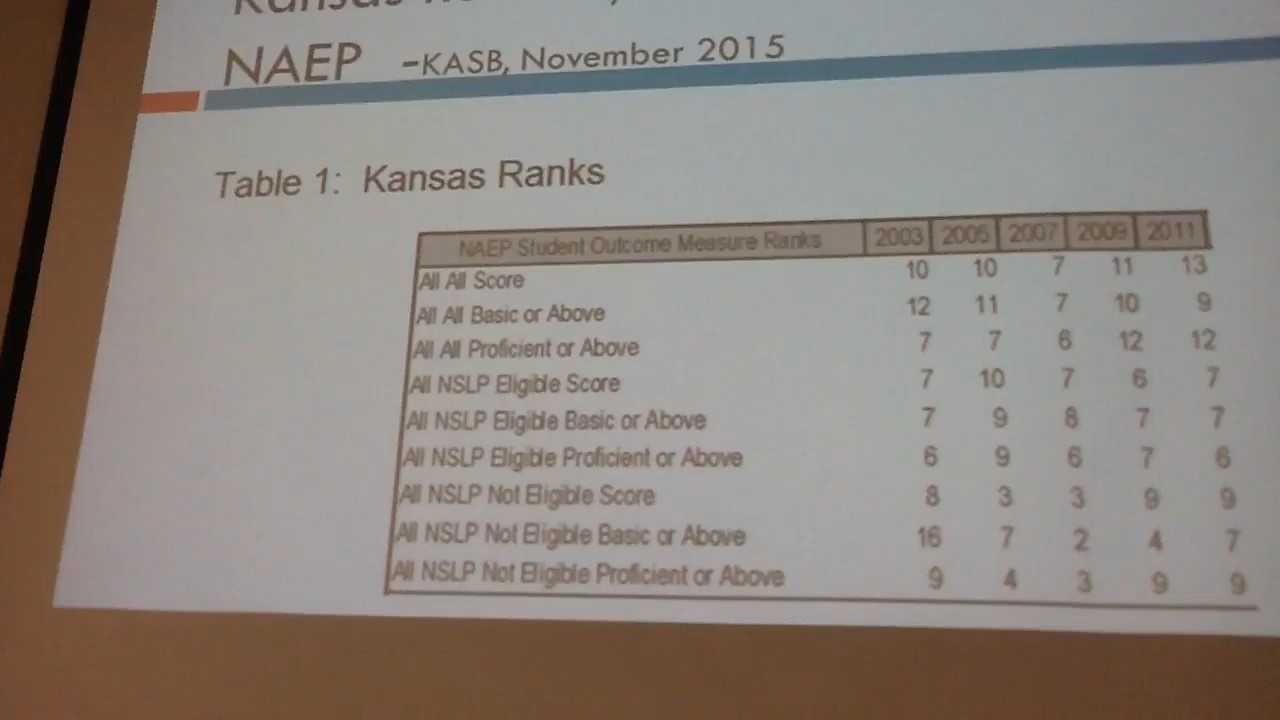 Kansas
NAEP –KASB, November 2015
Table 1: Kansas Ranks
NAEP Student Outcome Measure Ranks 2003 2005 2007 2009 2011
All All Score 10 10 7 11 13
All All Basic or Above 12 11 7 10 9
All All Proficient or Above 7 7 6 12 12
All NSLP Eligible Score 7 10 7 6 7
All NSLP Eligible Basic or Above 7 9 8 7 7
All NSLP Eligible Proficient or Above 6 9 6 7 6
All NSLP Not Eligible Score 8 3 3 9 9
All NSLP Not Eligible Basic or Above 16 7 2 4 7
All NSLP Not Eligible Proficient or Above 9 4 3 9 9